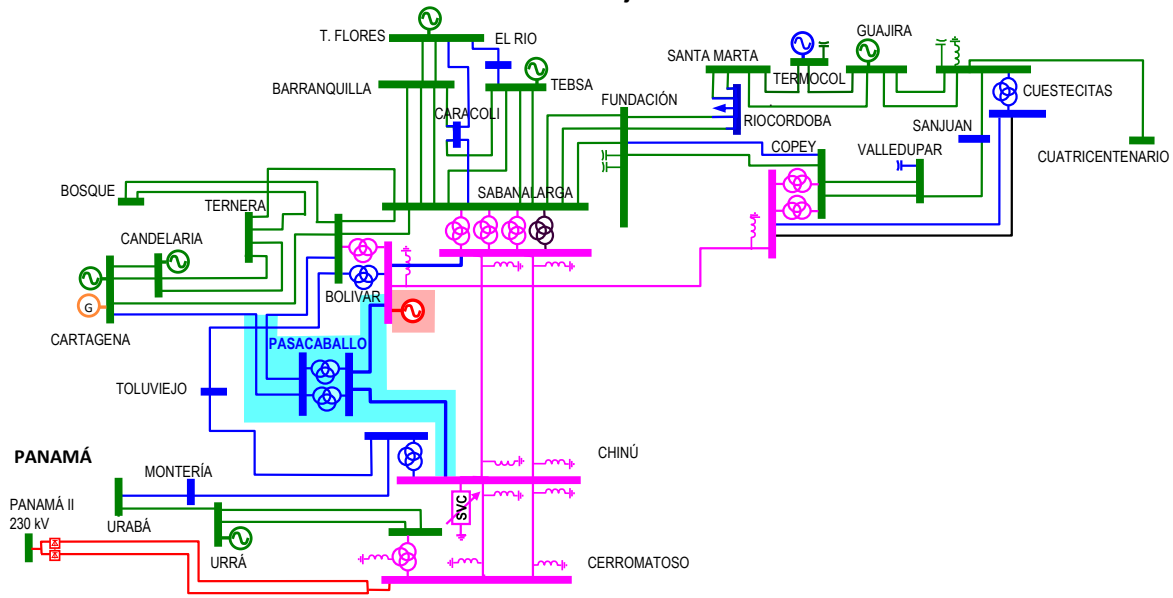 T. FLORES
EL RIO
BARRANQUILLA
TEBSA
CARACOLI
FUNDACIÓN
SANTA MARTA
TERMOCOL
GUAJIRA
RIOCORDOBA
CUESTECITAS
SANJUAN
COPEY
VALLEDUPAR
CUATRICENTENARIO
BOSQUE
TERNERA
SABANALARGA
CANDELARIA
G
BOLIVAR
CARTAGENA
PASACABALLO
TOLUVIEJO
CHINÚ
PANAMÁ
MONTERÍA
SVC
PANAMÁ II
230 kV
URABÁ
URRÁ
CERROMATOSO